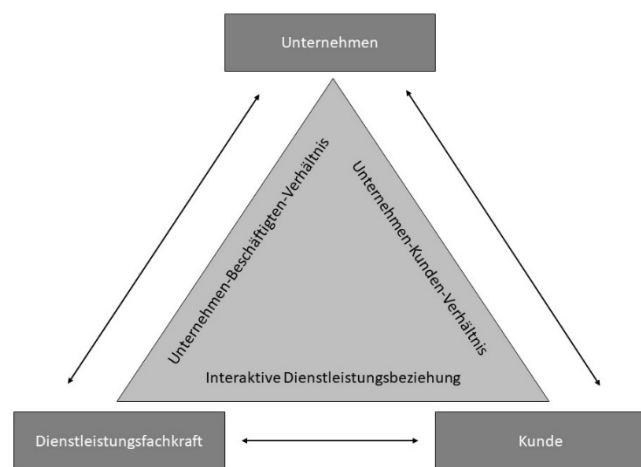 Unternehmen
Unternehmen-Beschäftigten-Verhältnis
Unternehmen-Kunden-Verhältnis
Interaktive Dienstleistungsbeziehung
Dienstleistungsfachkraft
Kunde